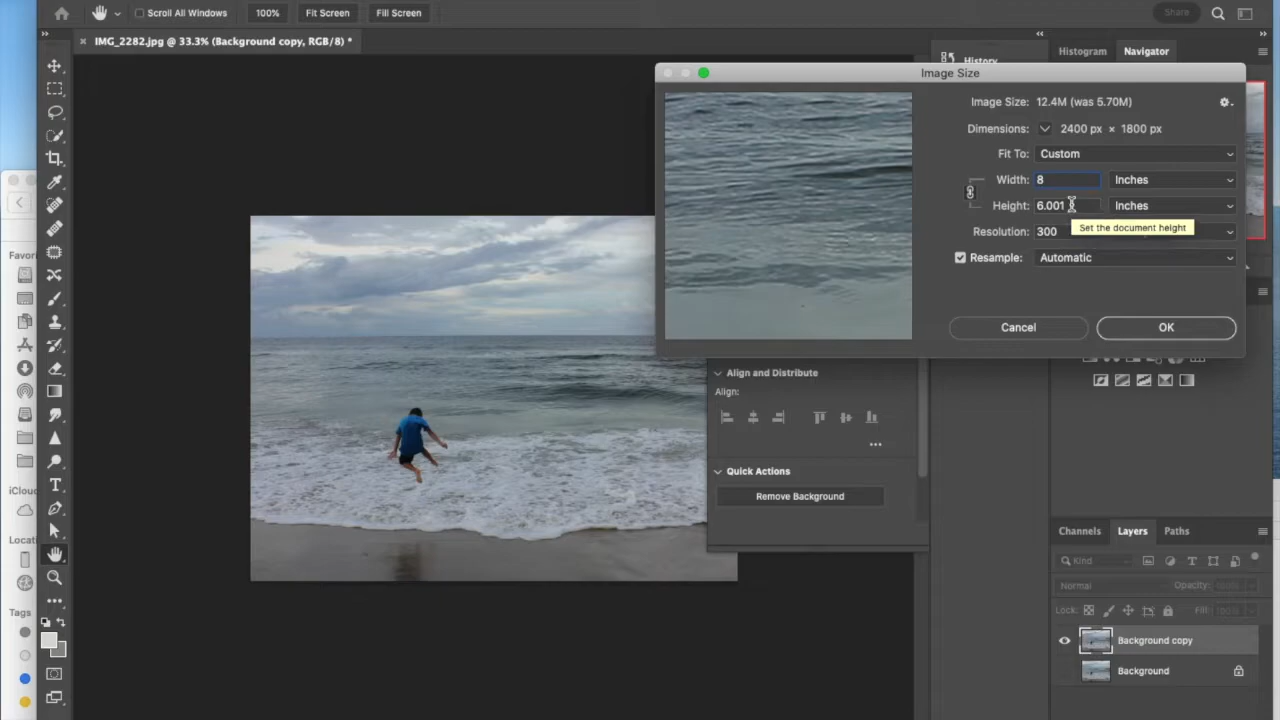 Scroll All Windows
100%
Fit Screen
Fill Screen
Share
× IMG_2282.jpg @ 33.3% (Background copy, RGB/8) *
History
Histogram
Navigator
Image Size
Image Size: 12.4M (was 5.70M)
Dimensions: 2400 px × 1800 px
Fit To: Custom
Width: 8 Inches
Height: 6.001 Inches
Set the document height
Resolution: 300
Resample: Automatic
Cancel
OK
Favori
Align and Distribute
Align:
Quick Actions
Remove Background
iCloud
Locati
Tags
T
Channels
Layers
Paths
Kind
T
Normal
Opacity:
Lock:
Fill:
Background copy
Background